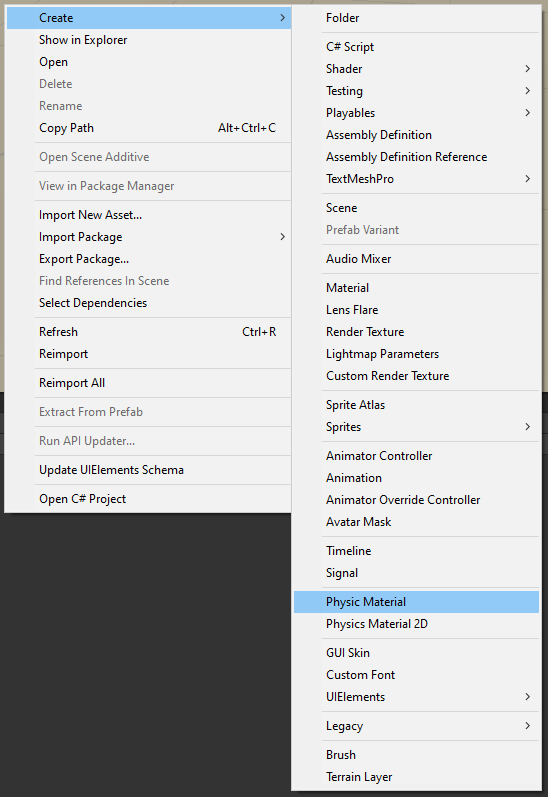 Create
Show in Explorer
Open
Delete
Rename
Copy Path Alt+Ctrl+C
Open Scene Additive
View in Package Manager
Import New Asset...
Import Package
Export Package...
Find References In Scene
Select Dependencies
Refresh Ctrl+R
Reimport
Reimport All
Extract From Prefab
Run API Updater...
Update UIElements Schema
Open C# Project
Folder
C# Script
Shader
Testing
Playables
Assembly Definition
Assembly Definition Reference
TextMeshPro
Scene
Prefab Variant
Audio Mixer
Material
Lens Flare
Render Texture
Lightmap Parameters
Custom Render Texture
Sprite Atlas
Sprites
Animator Controller
Animation
Animator Override Controller
Avatar Mask
Timeline
Signal
Physic Material
Physics Material 2D
GUI Skin
Custom Font
UIElements
Legacy
Brush
Terrain Layer